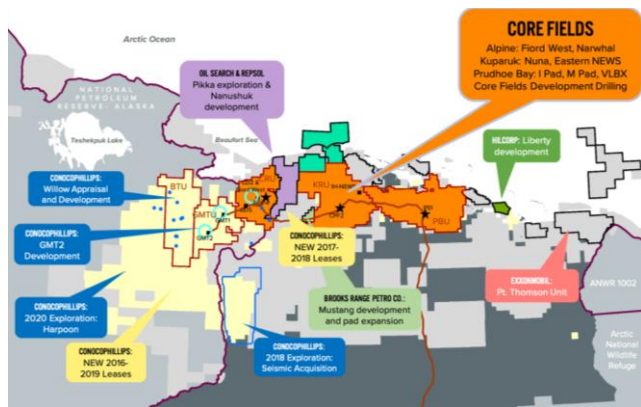 Arctic Ocean
CORE FIELDS
Alpine: Fiord West, Narwhal
Kuparuk: Nuna, Eastern NEWS
Prudhoe Bay: I Pad, M Pad, VLBX
Core Fields Development Drilling
OIL SEARCH & REPSOL
Pikka exploration &
Nanushuk
development
NATIONAL
PETROLEUM
RESERVE- ALASKA
Teshekpuk Lake
Beaufort Sea
HILCORP: Liberty
development
CONOCOPHILLIPS:
Willow Appraisal
and Development
BTU
GMTU
GMT1
GMT2
CRU
KRU
CPF2
PBU
CONOCOPHILLIPS:
GMT2
Development
CONOCOPHILLIPS:
NEW 2017-
2018 Leases
CONOCOPHILLIPS:
2020 Exploration:
Harpoon
BROOKS RANGE PETRO CO.:
Mustang development
and pad expansion
EXXONMOBIL:
Pt. Thomson Unit
ANWR 1002
CONOCOPHILLIPS:
NEW 2016-
2019 Leases
CONOCOPHILLIPS:
2018 Exploration:
Seismic Acquisition
Arctic
National
Wildlife
Refuge